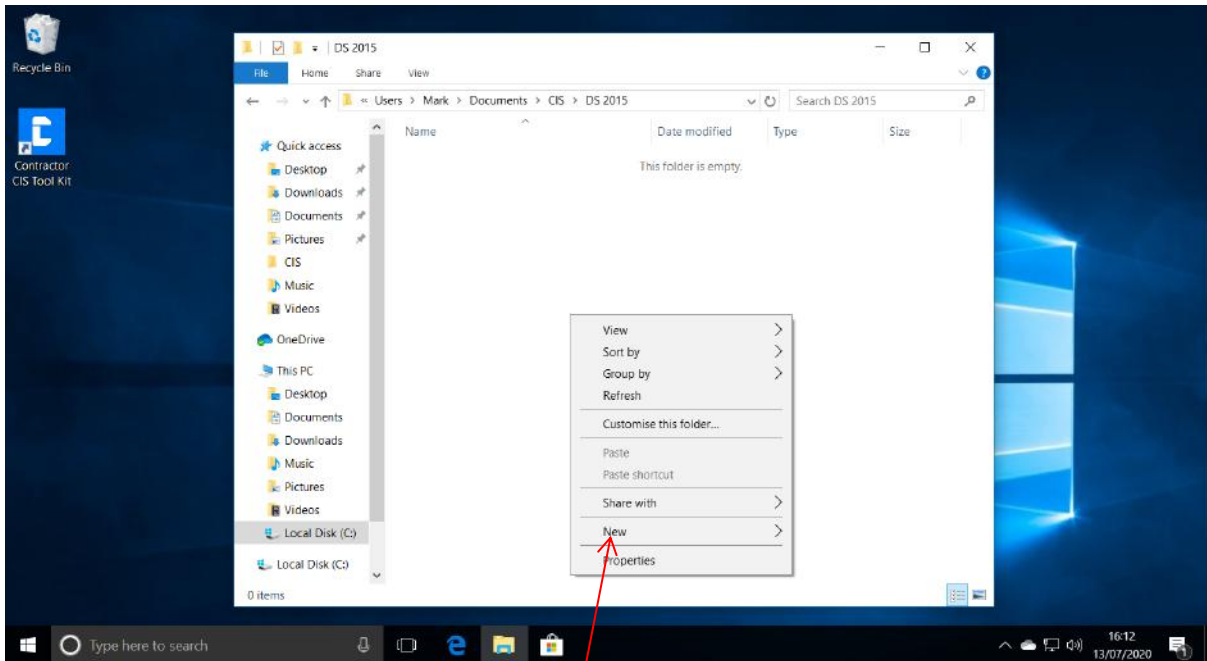 Recycle Bin
Contractor
CIS Tool Kit
DS 2015
File Home Share View
« Users > Mark > Documents > CIS > DS 2015 Search DS 2015
Name Date modified Type Size
This folder is empty.
Quick access
Desktop
Downloads
Documents
Pictures
CIS
Music
Videos
OneDrive
This PC
Desktop
Documents
Downloads
Music
Pictures
Videos
Local Disk (C:)
Local Disk (C:)
0 items
View
Sort by
Group by
Refresh
Customise this folder...
Paste
Paste shortcut
Share with
New
Properties
Type here to search
16:12
13/07/2020
1